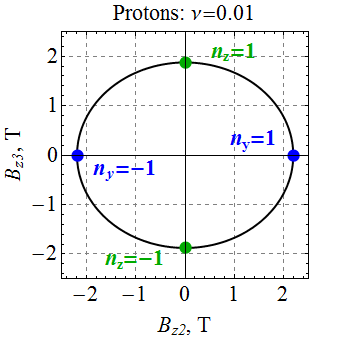 Protons: ν=0.01
2
n_z=1
1
n_y=1
0
n_y=−1
−1
−2
n_z=−1
−2 −1 0 1 2
B_z3, T
B_z2, T